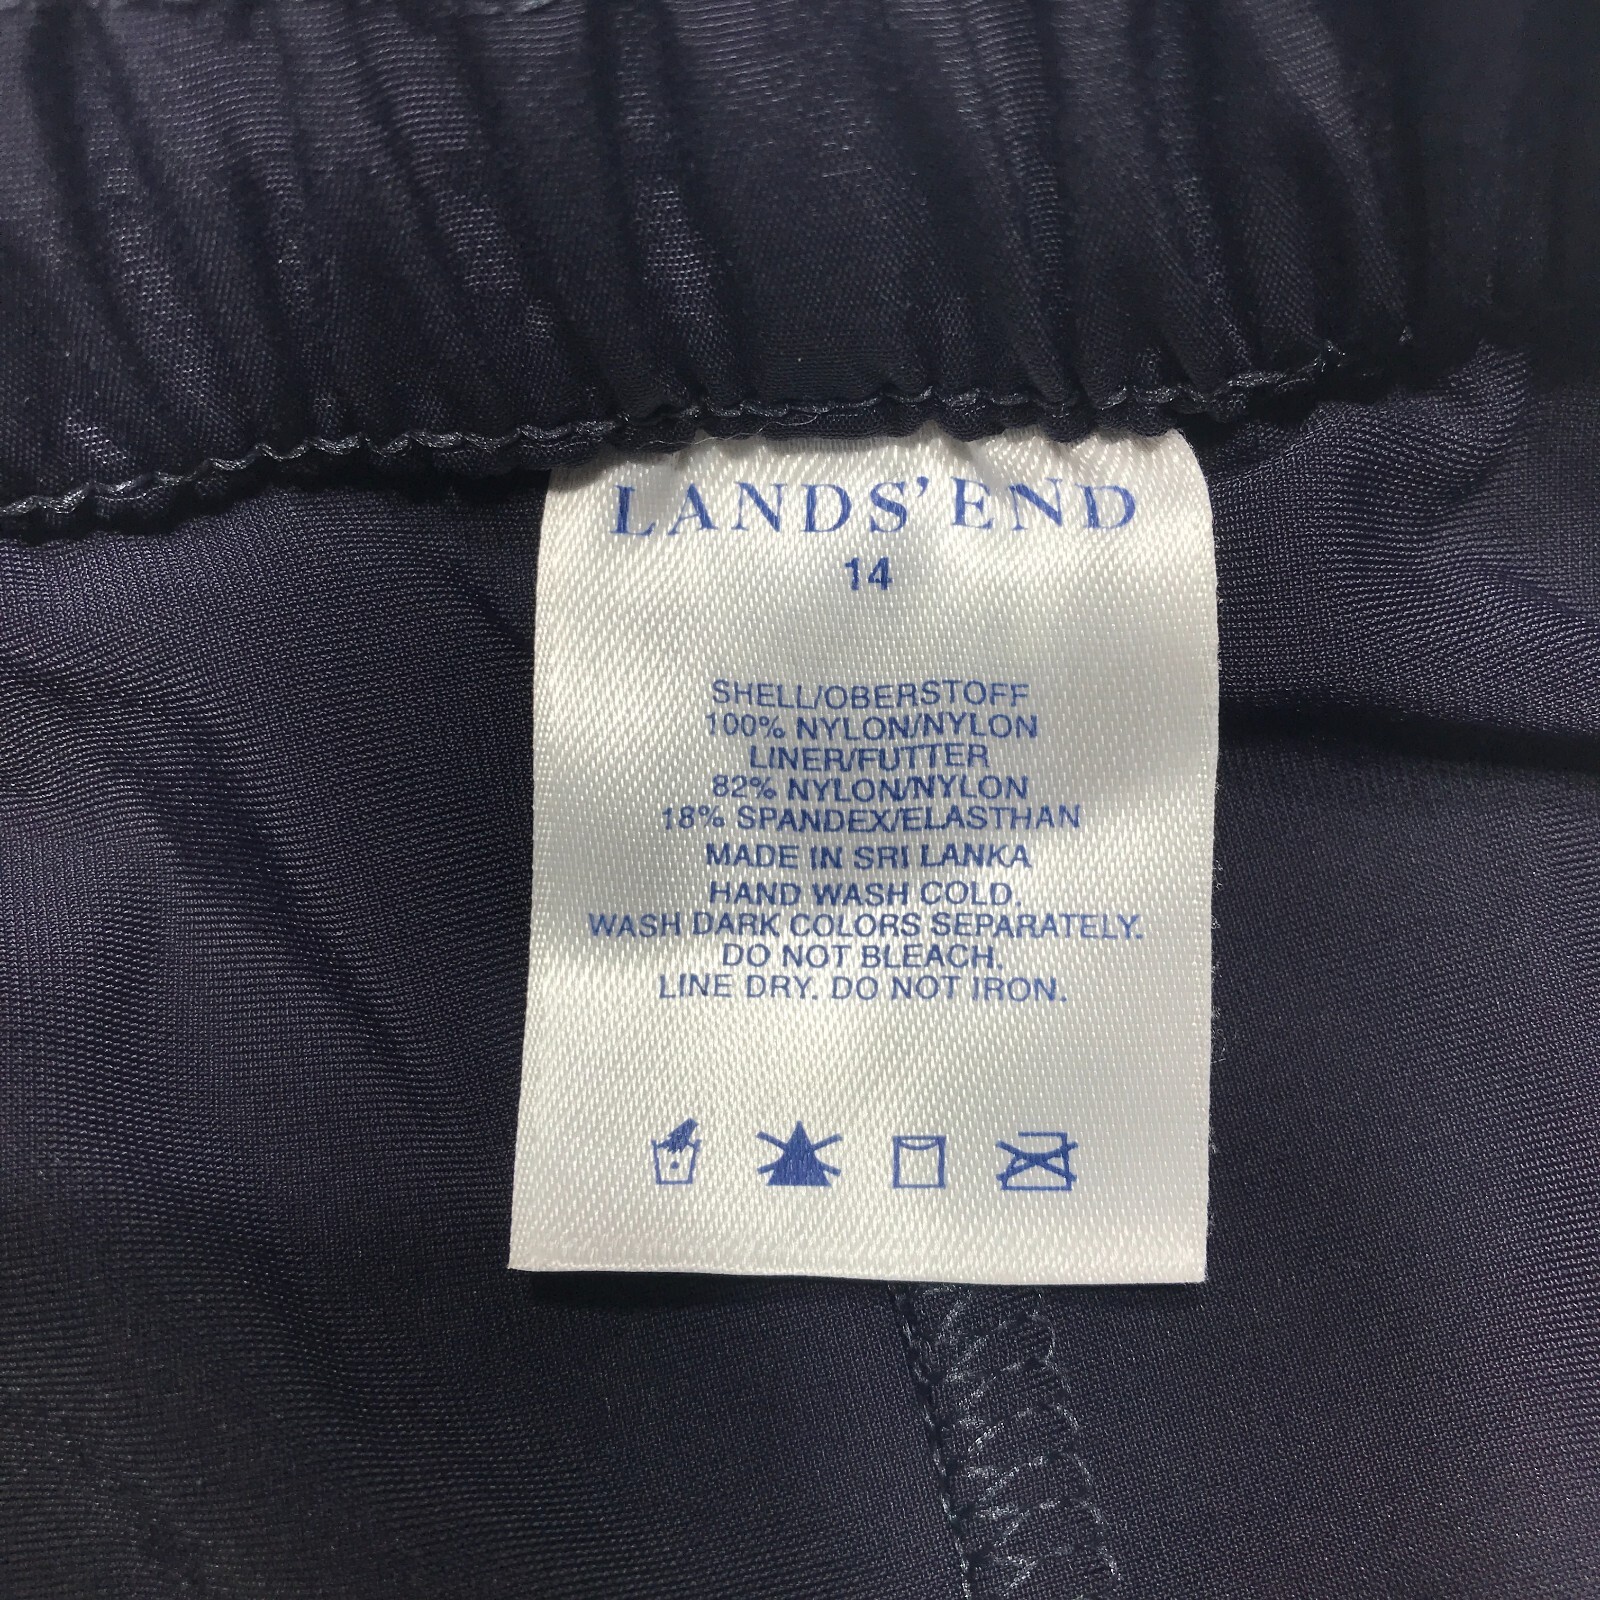 LANDS' END
14
SHELL/OBERSTOFF
100% NYLON/NYLON
LINER/FUTTER
82% NYLON/NYLON
18% SPANDEX/ELASTHAN
MADE IN SRI LANKA
HAND WASH COLD.
WASH DARK COLORS SEPARATELY.
DO NOT BLEACH.
LINE DRY. DO NOT IRON.